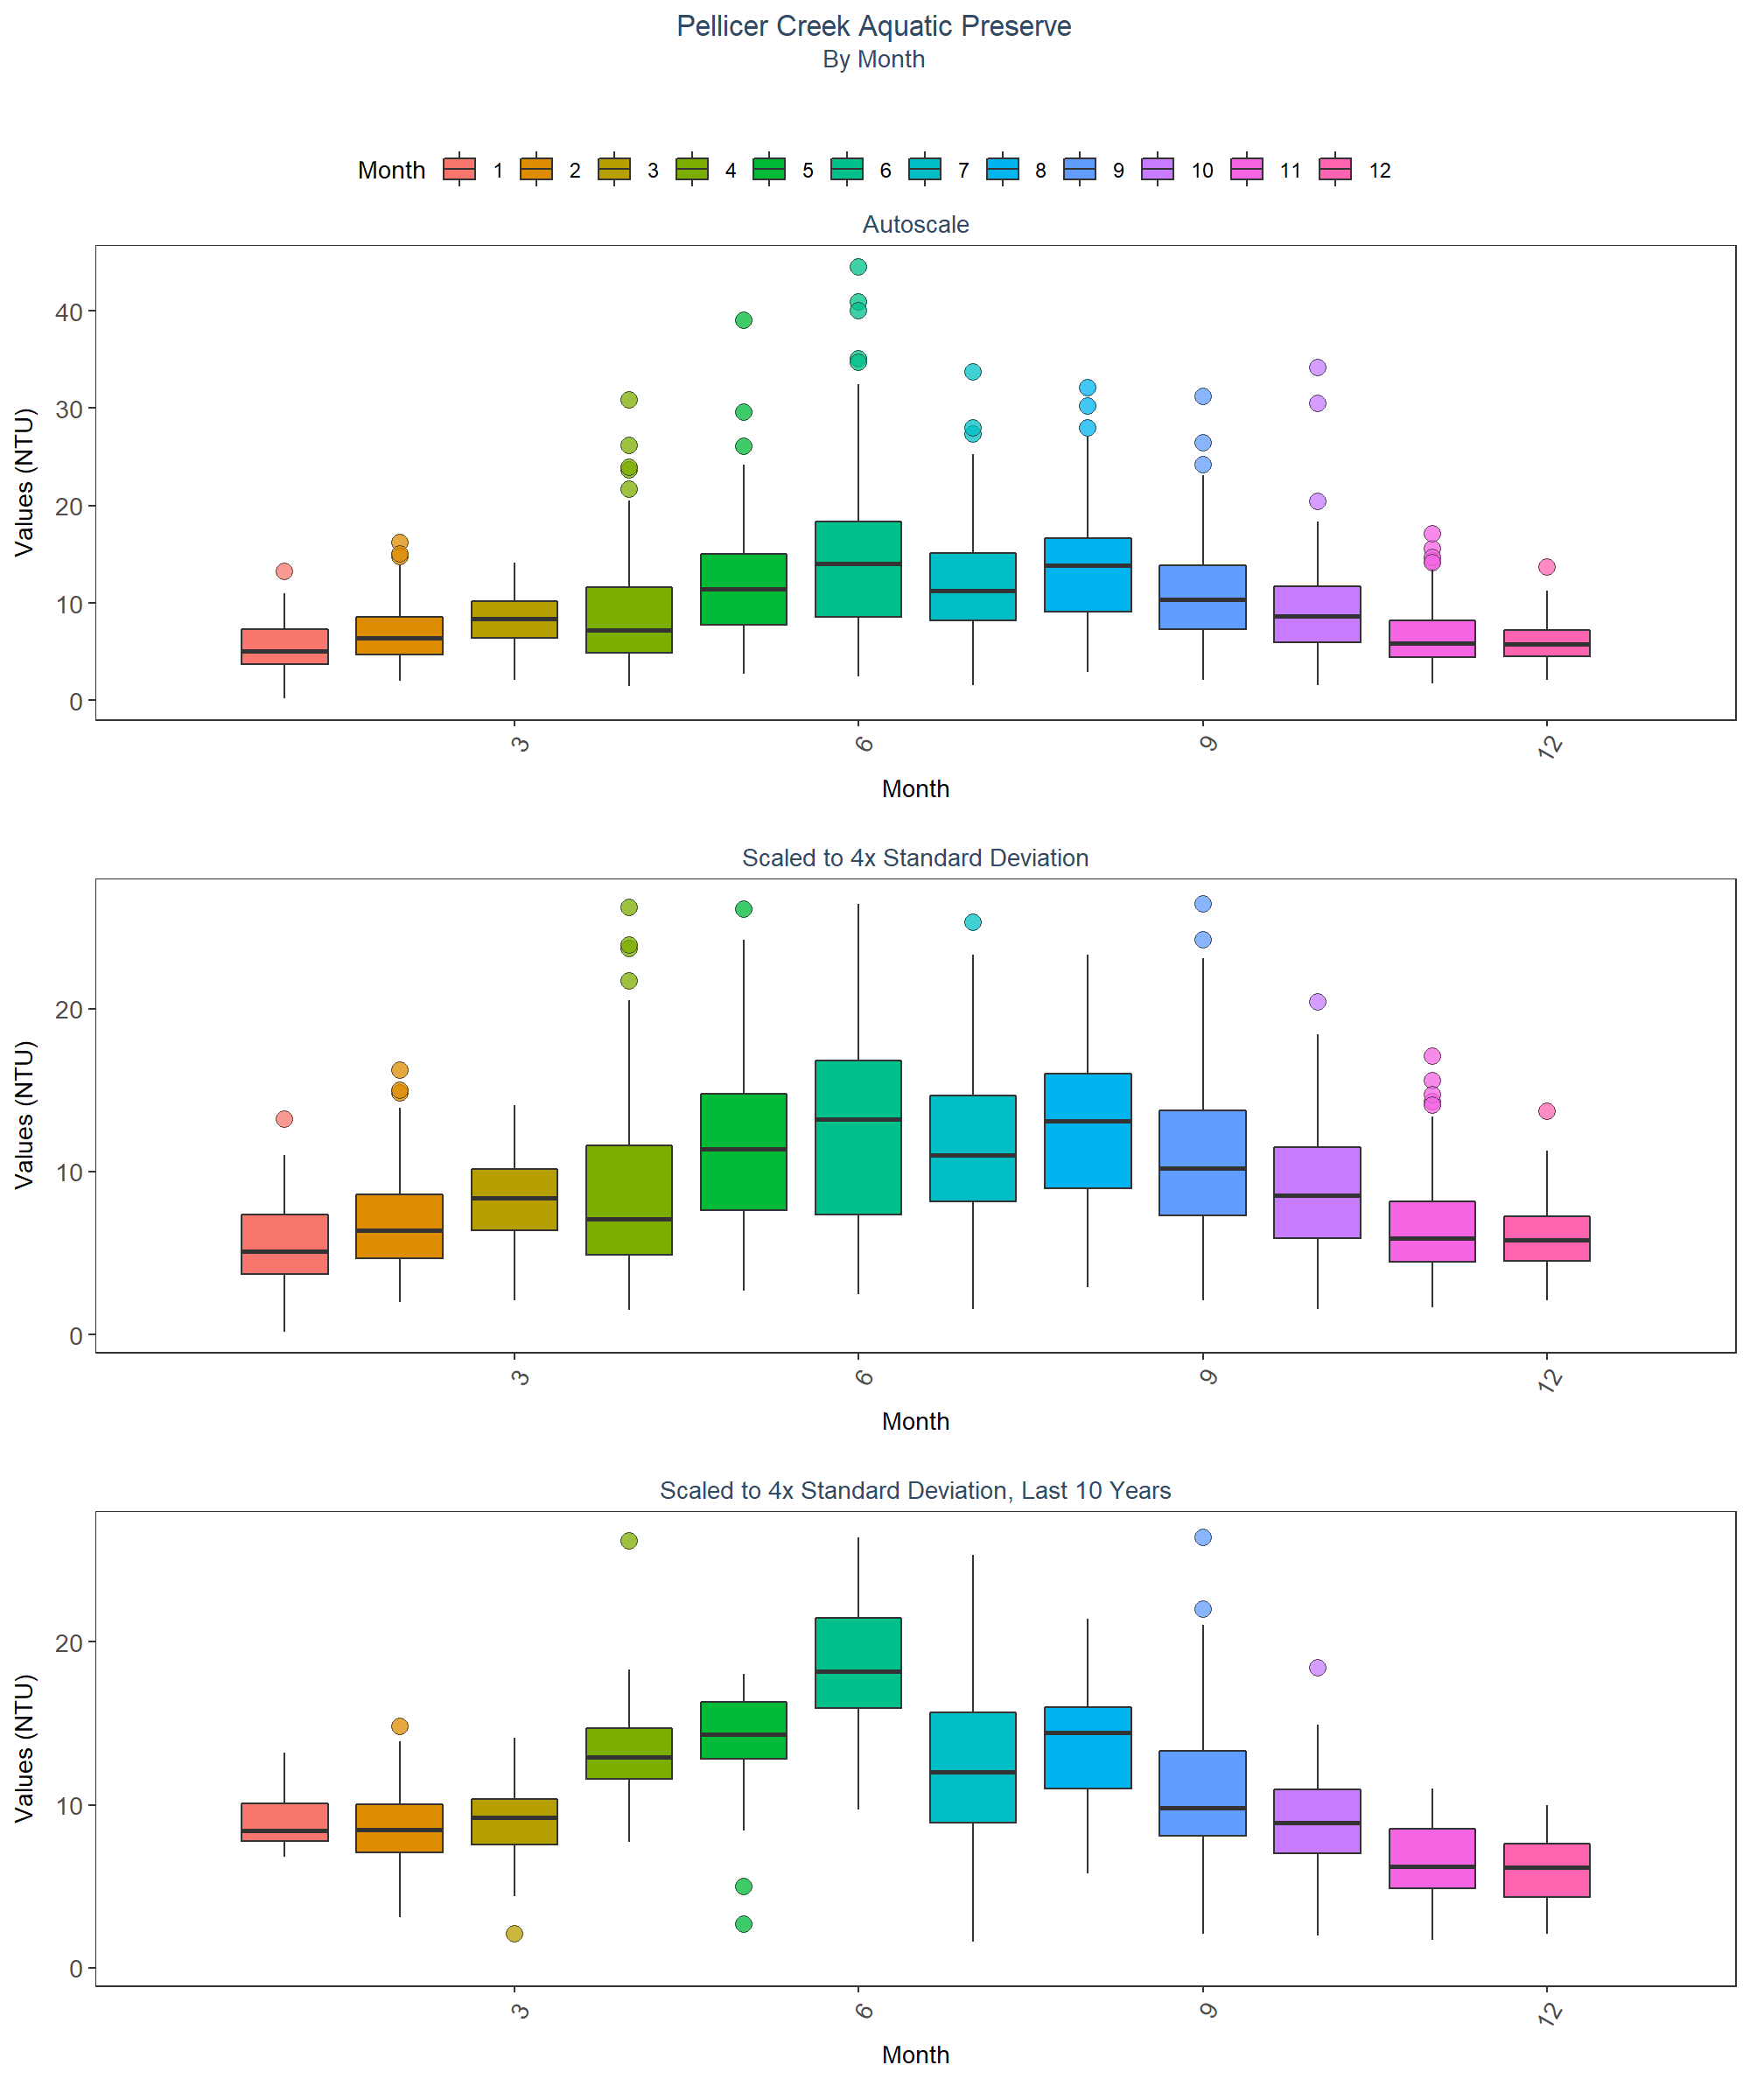 Pellicer Creek Aquatic Preserve
By Month
Month 1 2 3 4 5 6 7 8 9 10 11 12
Autoscale
Values (NTU)
40
30
20
10
0
3 6 9 12
Month
Scaled to 4x Standard Deviation
Values (NTU)
20
10
0
3 6 9 12
Month
Scaled to 4x Standard Deviation, Last 10 Years
Values (NTU)
20
10
0
3 6 9 12
Month